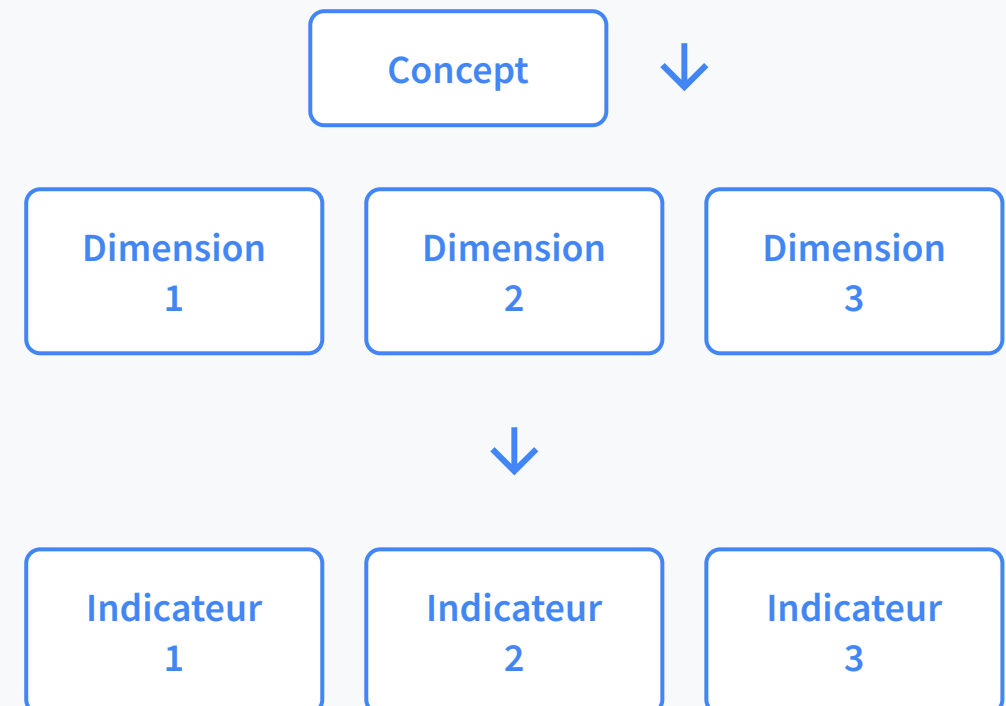 Concept
Dimension
1
Dimension
2
Dimension
3
Indicateur
1
Indicateur
2
Indicateur
3